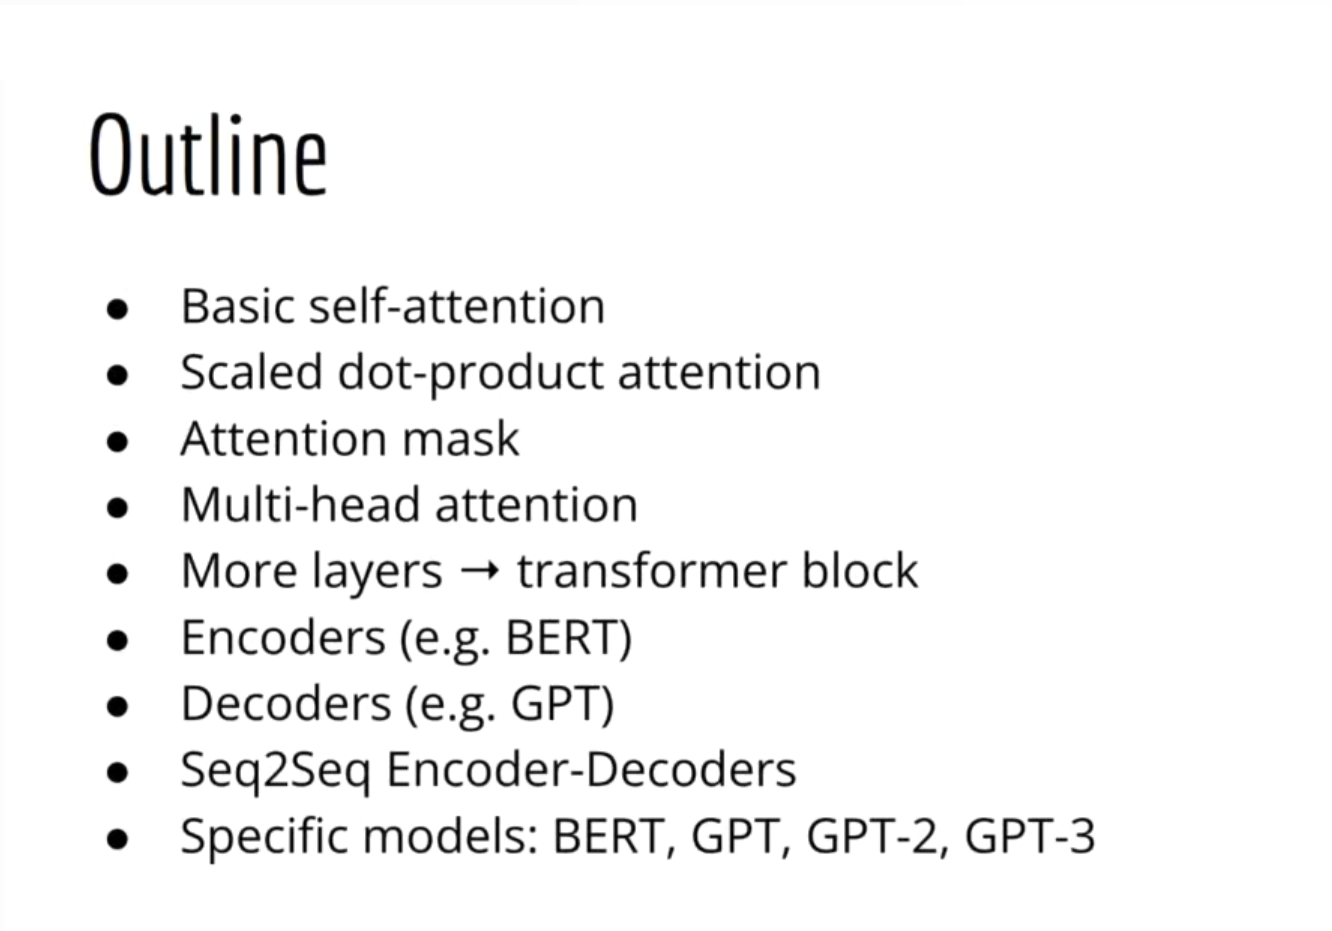 Outline
● Basic self-attention
● Scaled dot-product attention
● Attention mask
● Multi-head attention
● More layers → transformer block
● Encoders (e.g. BERT)
● Decoders (e.g. GPT)
● Seq2Seq Encoder-Decoders
● Specific models: BERT, GPT, GPT-2, GPT-3